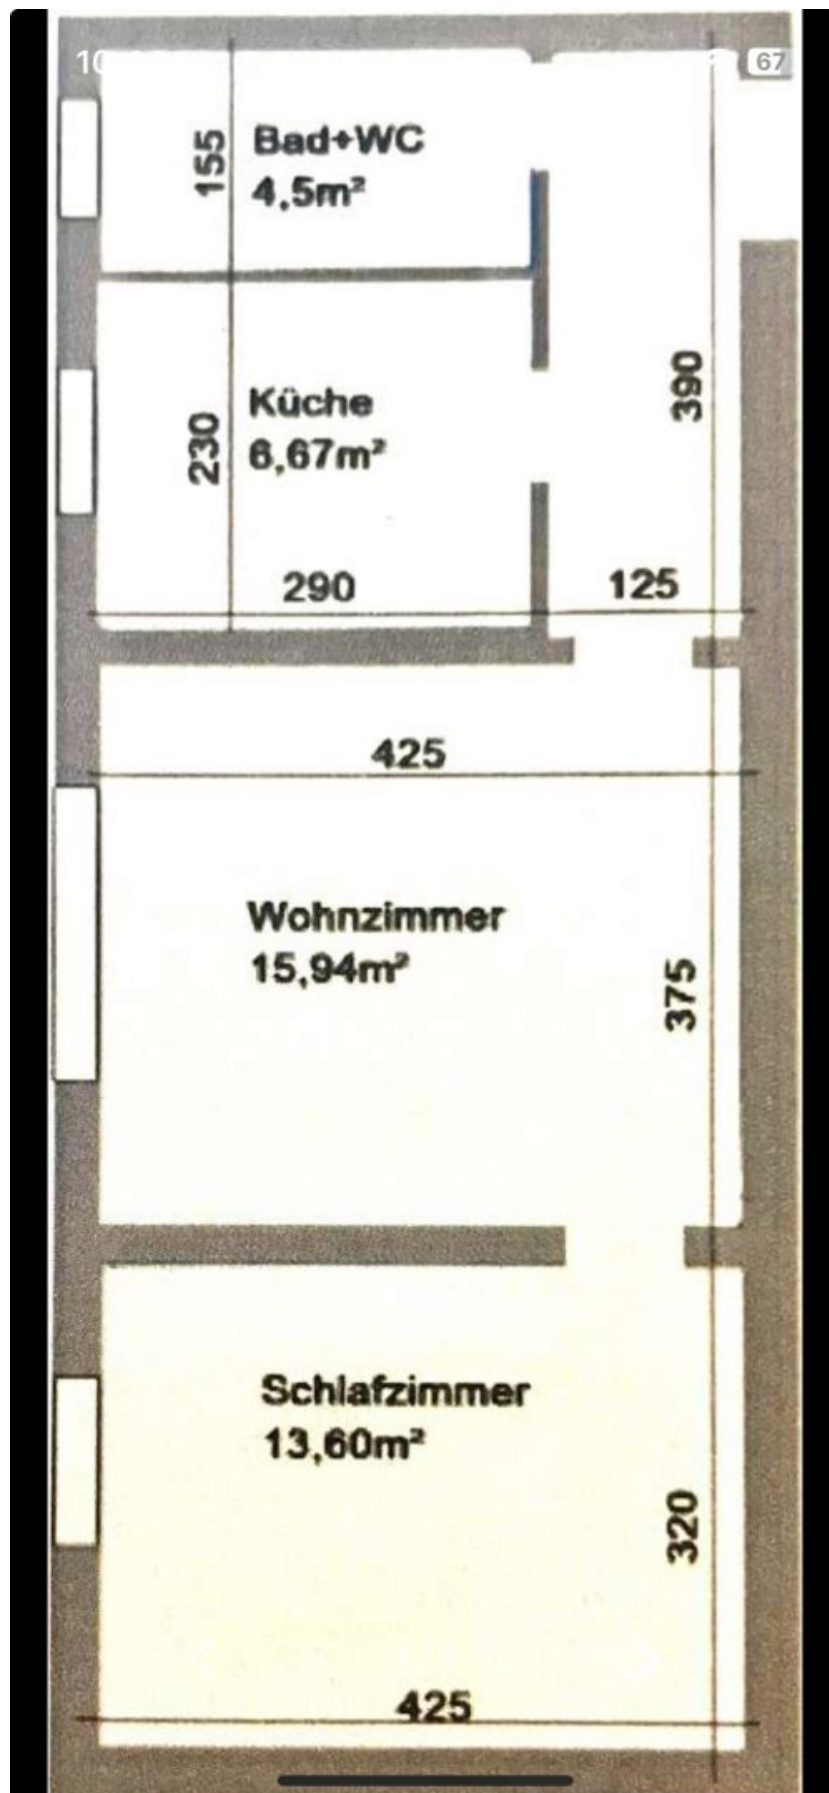 67
Bad+WC
4,5m²
155
Küche
6,67m²
230
390
290
125
425
Wohnzimmer
15,94m²
375
Schlafzimmer
13,60m²
320
425